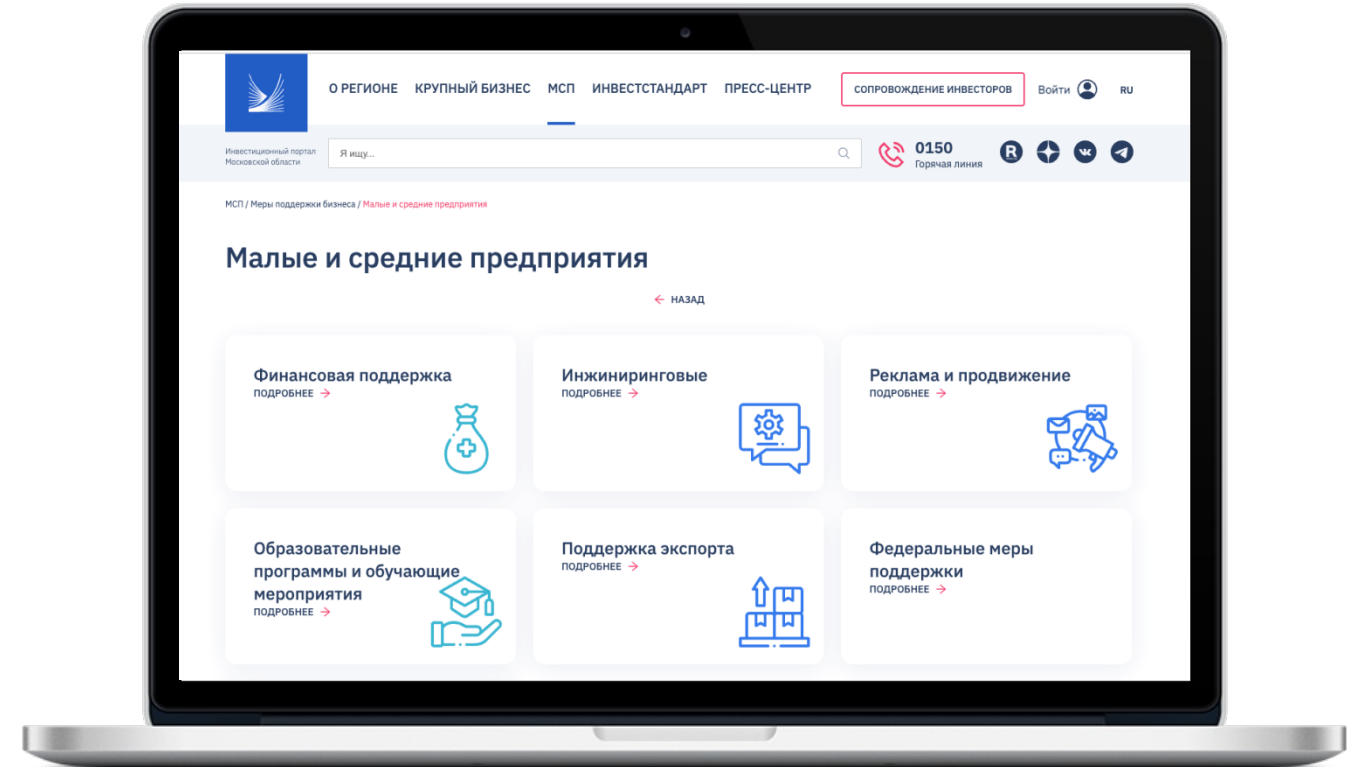 О РЕГИОНЕ КРУПНЫЙ БИЗНЕС МСП ИНВЕСТСТАНДАРТ ПРЕСС-ЦЕНТР СОПРОВОЖДЕНИЕ ИНВЕСТОРОВ Войти RU
Инвестиционный портал
Московской области
Я ищу...
0150
Горячая линия
МСП / Меры поддержки бизнеса / Малые и средние предприятия
Малые и средние предприятия
← НАЗАД
Финансовая поддержка
ПОДРОБНЕЕ →
Инжиниринговые
ПОДРОБНЕЕ →
Реклама и продвижение
ПОДРОБНЕЕ →
Образовательные
программы и обучающие
мероприятия
ПОДРОБНЕЕ →
Поддержка экспорта
ПОДРОБНЕЕ →
Федеральные меры
поддержки
ПОДРОБНЕЕ →